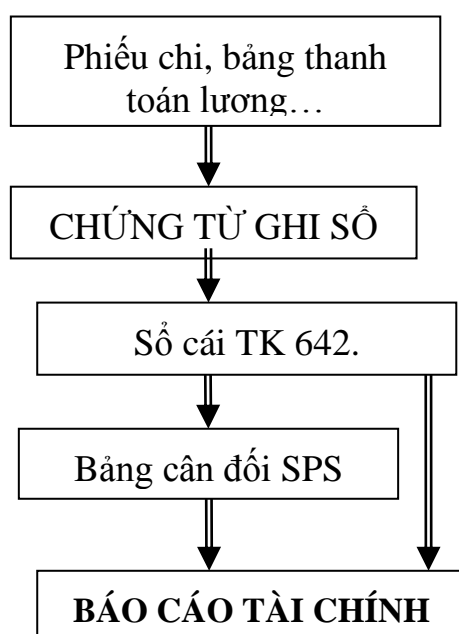 Phiếu chi, bảng thanh
toán lương…
CHỨNG TỪ GHI SỔ
Sổ cái TK 642.
Bảng cân đối SPS
BÁO CÁO TÀI CHÍNH